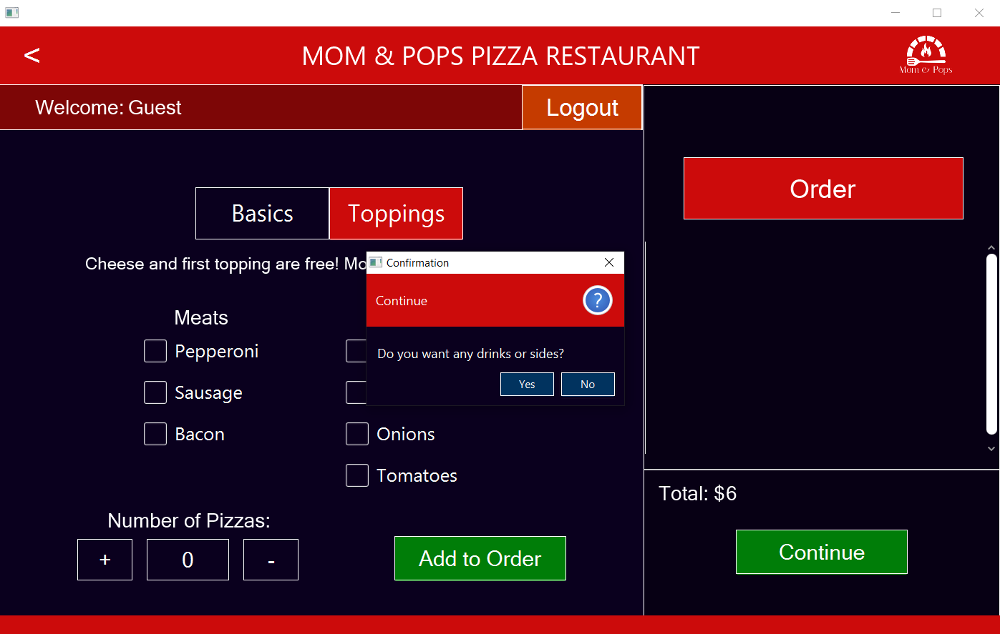 <
MOM & POPS PIZZA RESTAURANT
Mom & Pops
Welcome: Guest
Logout
Order
Basics
Toppings
Cheese and first topping are free! Mo
Confirmation
Continue
?
Do you want any drinks or sides?
Yes
No
Meats
Pepperoni
Sausage
Bacon
Onions
Tomatoes
Number of Pizzas:
+
0
-
Add to Order
Total: $6
Continue